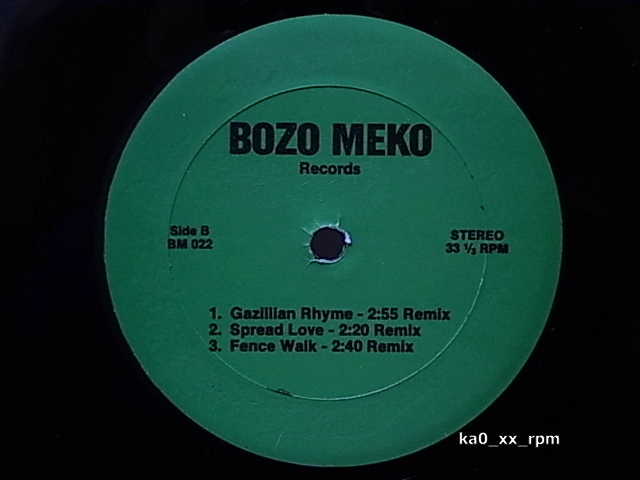 BOZO MEKO
Records
Side B
BM 022
STEREO
33 ⅓ RPM
1. Gazillian Rhyme - 2:55 Remix
2. Spread Love - 2:20 Remix
3. Fence Walk - 2:40 Remix
ka0_xx_rpm